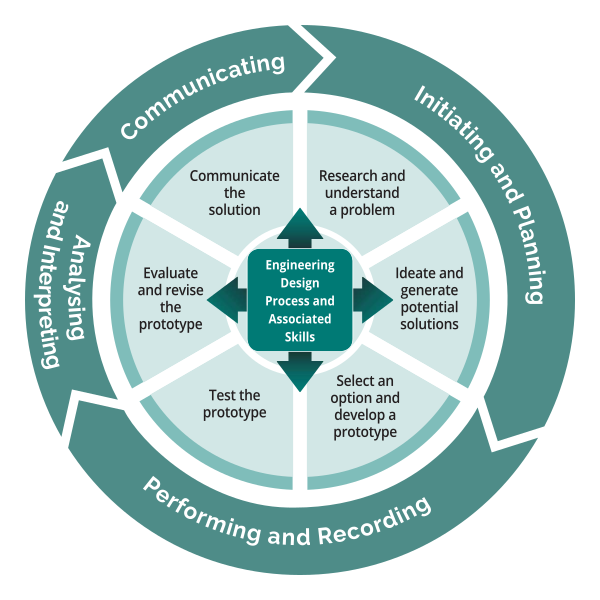 Communicating
Initiating and Planning
Performing and Recording
Analysing
and Interpreting
Communicate
the
solution
Research and
understand
a problem
Ideate and
generate
potential
solutions
Select an
option and
develop a
prototype
Test the
prototype
Evaluate
and revise
the
prototype
Engineering
Design
Process and
Associated
Skills